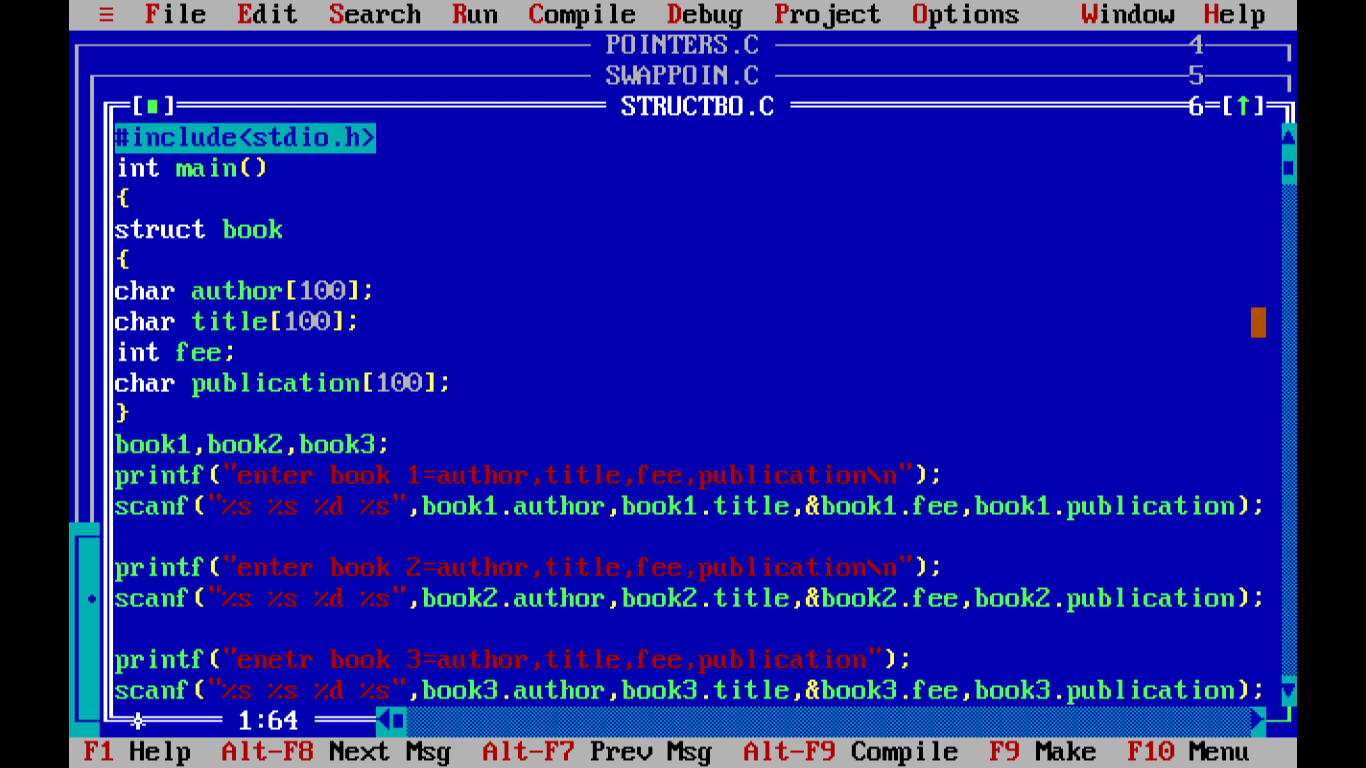 ≡ File Edit Search Run Compile Debug Project Options Window Help
POINTERS.C 4
SWAPPOIN.C 5
[■] STRUCTBO.C 6=[↑]
#include<stdio.h>
int main()
{
struct book
{
char author[100];
char title[100];
int fee;
char publication[100];
}
book1,book2,book3;
printf("enter book 1=author,title,fee,publication\n");
scanf("%s %s %d %s",book1.author,book1.title,&book1.fee,book1.publication);
printf("enter book 2=author,title,fee,publication\n");
scanf("%s %s %d %s",book2.author,book2.title,&book2.fee,book2.publication);
printf("enetr book 3=author,title,fee,publication");
scanf("%s %s %d %s",book3.author,book3.title,&book3.fee,book3.publication);
1:64
F1 Help Alt-F8 Next Msg Alt-F7 Prev Msg Alt-F9 Compile F9 Make F10 Menu